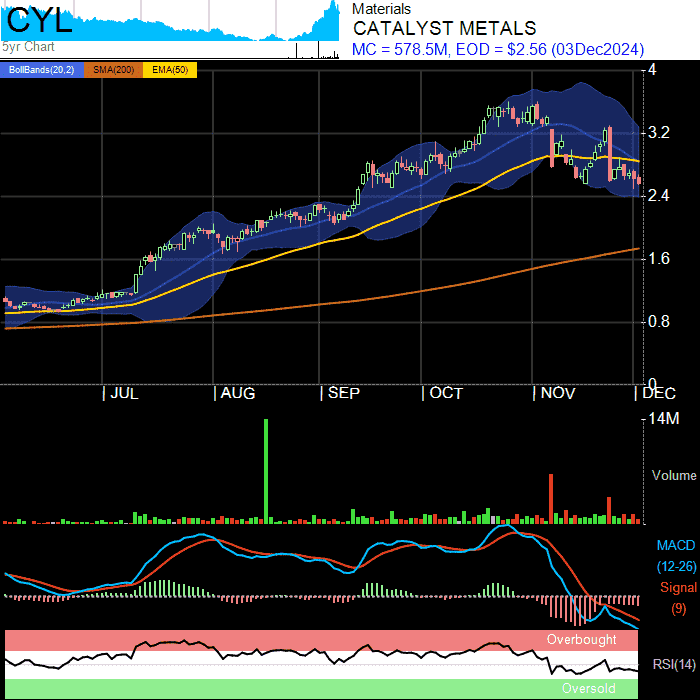 CYL
5yr Chart
Materials
CATALYST METALS
MC = 578.5M, EOD = $2.56 (03Dec2024)
BollBands(20,2) SMA(200) EMA(50)
4
3.2
2.4
1.6
0.8
0
JUL AUG SEP OCT NOV DEC
14M
Volume
MACD
(12-26)
Signal
(9)
Overbought
RSI(14)
Oversold